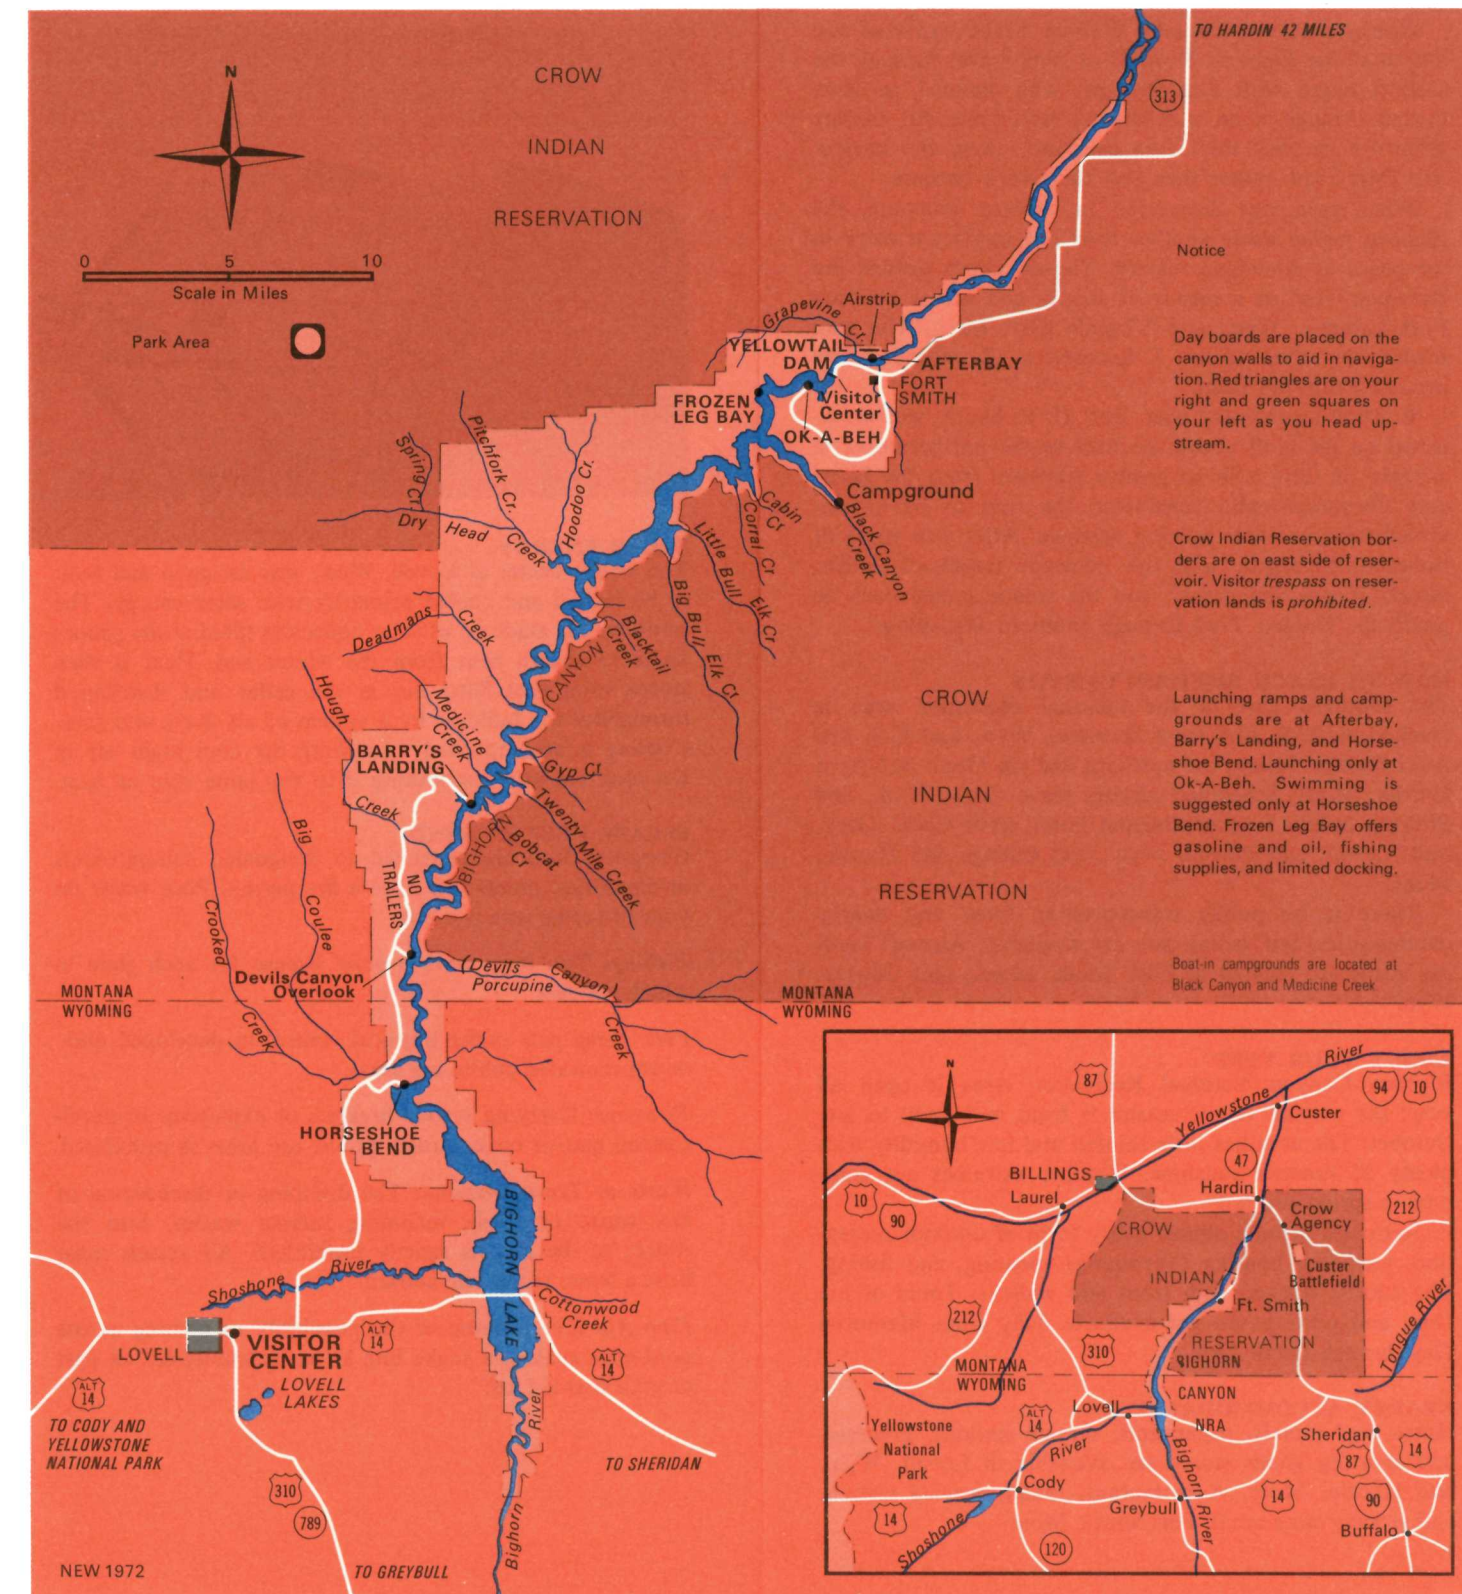 TO HARDIN 42 MILES
313
N
CROW
INDIAN
RESERVATION
0 5 10
Scale in Miles
Park Area
Notice
Day boards are placed on the
canyon walls to aid in naviga-
tion. Red triangles are on your
right and green squares on
your left as you head up-
stream.
Crow Indian Reservation bor-
ders are on east side of reser-
voir. Visitor trespass on reser-
vation lands is prohibited.
Launching ramps and camp-
grounds are at Afterbay,
Barry's Landing, and Horse-
shoe Bend. Launching only at
Ok-A-Beh. Swimming is
suggested only at Horseshoe
Bend. Frozen Leg Bay offers
gasoline and oil, fishing
supplies, and limited docking.
Boat-in campgrounds are located at
Black Canyon and Medicine Creek
Airstrip
Grapevine Cr.
YELLOWTAIL
DAM
AFTERBAY
FORT
SMITH
Visitor
Center
FROZEN
LEG BAY
OK-A-BEH
Campground
Black Canyon
Creek
Cabin
Cr
Corral Cr
Little Bull Elk Cr
Big Bull Elk Cr
Pitchfork Cr.
Hoodoo Cr.
Spring Cr.
Dry Head Creek
Deadmans Creek
Blacktail
Creek
BIGHORN CANYON
Hough Creek
Medicine
Creek
BARRY'S
LANDING
Gyp Cr
Twenty Mile Creek
Bobcat
Cr
NO
TRAILERS
CROW
INDIAN
RESERVATION
Big Coulee
Crooked Creek
Devils Canyon
Overlook
(Devils Canyon)
Porcupine Creek
MONTANA
WYOMING
MONTANA
WYOMING
HORSESHOE
BEND
BIGHORN LAKE
Shoshone River
Cottonwood
Creek
LOVELL
VISITOR
CENTER
LOVELL
LAKES
ALT
14
ALT
14
ALT
14
TO CODY AND
YELLOWSTONE
NATIONAL PARK
TO SHERIDAN
310
789
Bighorn River
TO GREYBULL
NEW 1972
N
87
Yellowstone River
94
10
Custer
47
BILLINGS
Laurel
Hardin
10
90
Crow
Agency
212
CROW
INDIAN
RESERVATION
Custer
Battlefield
Ft. Smith
Tongue River
212
310
MONTANA
WYOMING
BIGHORN
CANYON
NRA
Lovell
ALT
14
Yellowstone
National
Park
Shoshone River
Cody
Bighorn River
Greybull
Sheridan
14
87
90
14
14
120
Buffalo